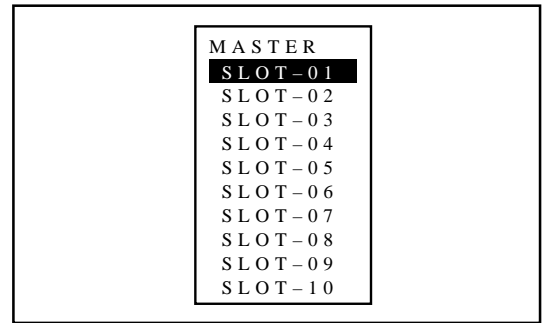 MASTER
SLOT–01
SLOT–02
SLOT–03
SLOT–04
SLOT–05
SLOT–06
SLOT–07
SLOT–08
SLOT–09
SLOT–10